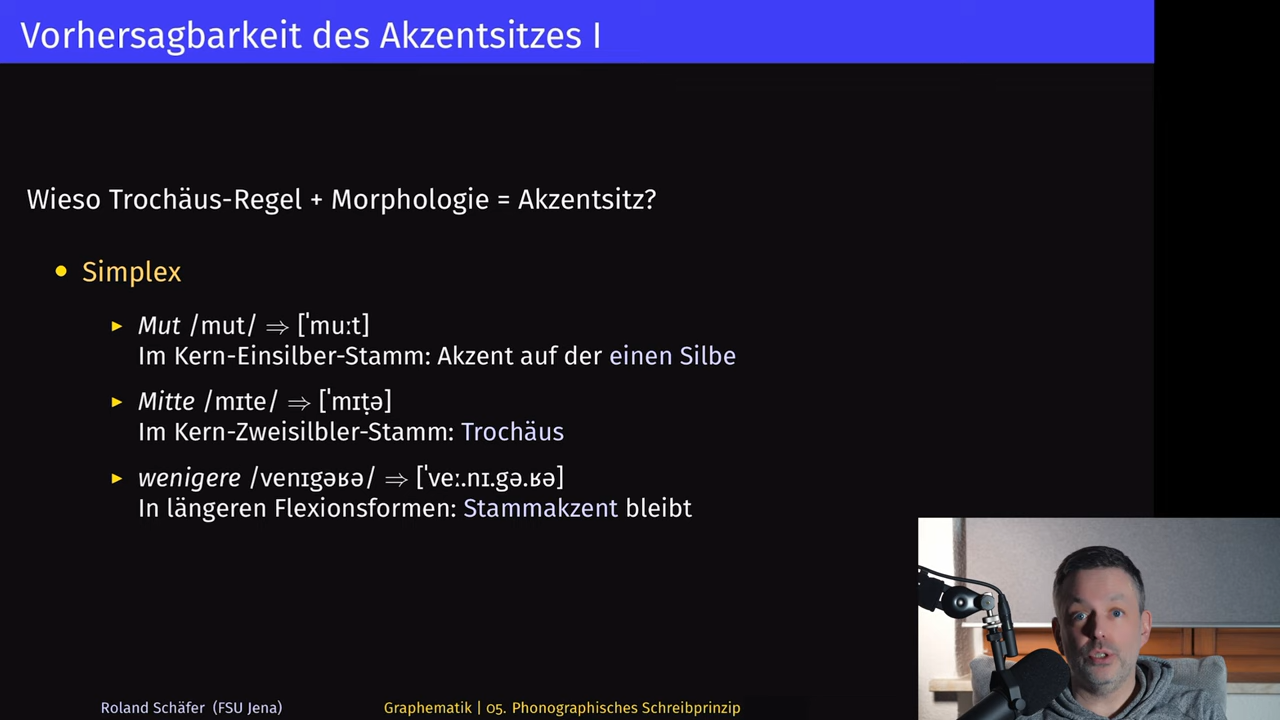 Vorhersagbarkeit des Akzentsitzes I
Wieso Trochäus-Regel + Morphologie = Akzentsitz?
• Simplex
▸ Mut /mut/ ⇒ [ˈmuːt]
Im Kern-Einsilber-Stamm: Akzent auf der einen Silbe
▸ Mitte /mɪte/ ⇒ [ˈmɪṭə]
Im Kern-Zweisilbler-Stamm: Trochäus
▸ wenigere /venɪgəʁə/ ⇒ [ˈveː.nɪ.gə.ʁə]
In längeren Flexionsformen: Stammakzent bleibt
Roland Schäfer (FSU Jena) Graphematik | 05. Phonographisches Schreibprinzip